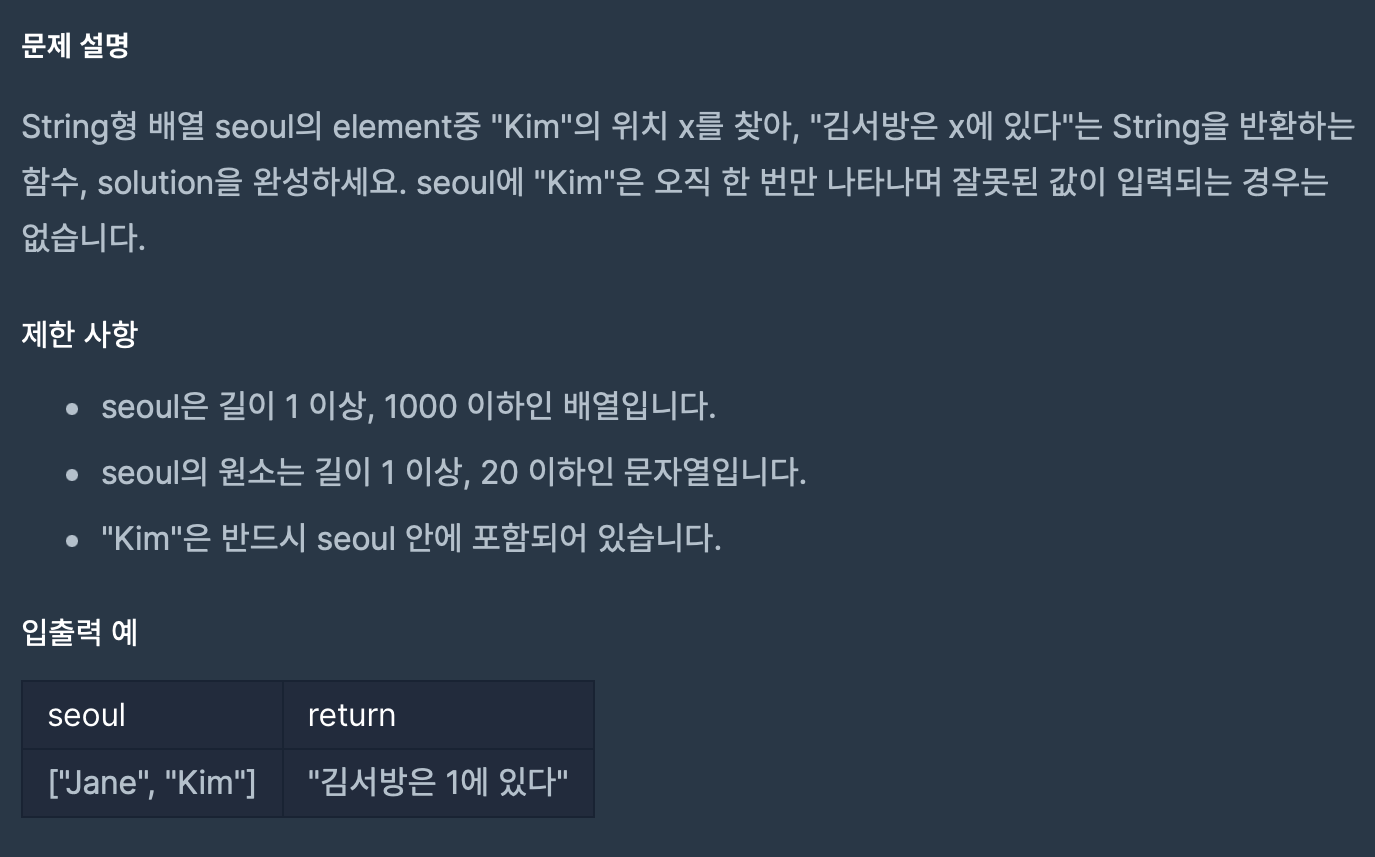 문제 설명
String형 배열 seoul의 element중 "Kim"의 위치 x를 찾아, "김서방은 x에 있다"는 String을 반환하는
함수, solution을 완성하세요. seoul에 "Kim"은 오직 한 번만 나타나며 잘못된 값이 입력되는 경우는
없습니다.
제한 사항
• seoul은 길이 1 이상, 1000 이하인 배열입니다.
• seoul의 원소는 길이 1 이상, 20 이하인 문자열입니다.
• "Kim"은 반드시 seoul 안에 포함되어 있습니다.
입출력 예
seoul return
["Jane", "Kim"] "김서방은 1에 있다"